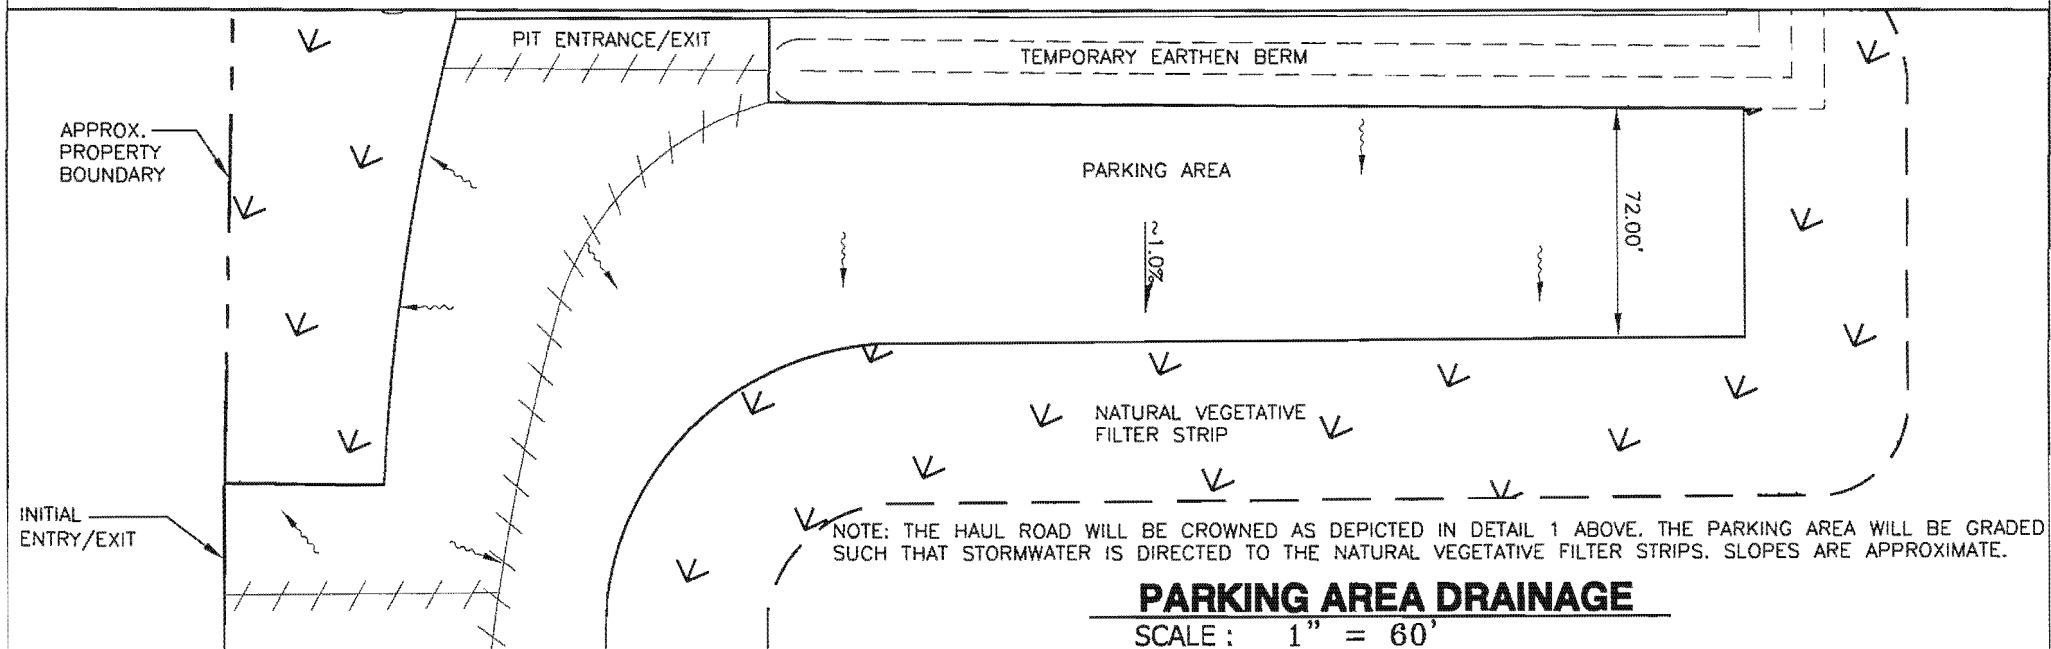 PIT ENTRANCE/EXIT
TEMPORARY EARTHEN BERM
APPROX.
PROPERTY
BOUNDARY
PARKING AREA
72.00'
~1.0%
NATURAL VEGETATIVE
FILTER STRIP
INITIAL
ENTRY/EXIT
NOTE: THE HAUL ROAD WILL BE CROWNED AS DEPICTED IN DETAIL 1 ABOVE. THE PARKING AREA WILL BE GRADED
SUCH THAT STORMWATER IS DIRECTED TO THE NATURAL VEGETATIVE FILTER STRIPS. SLOPES ARE APPROXIMATE.
PARKING AREA DRAINAGE
SCALE : 1" = 60'